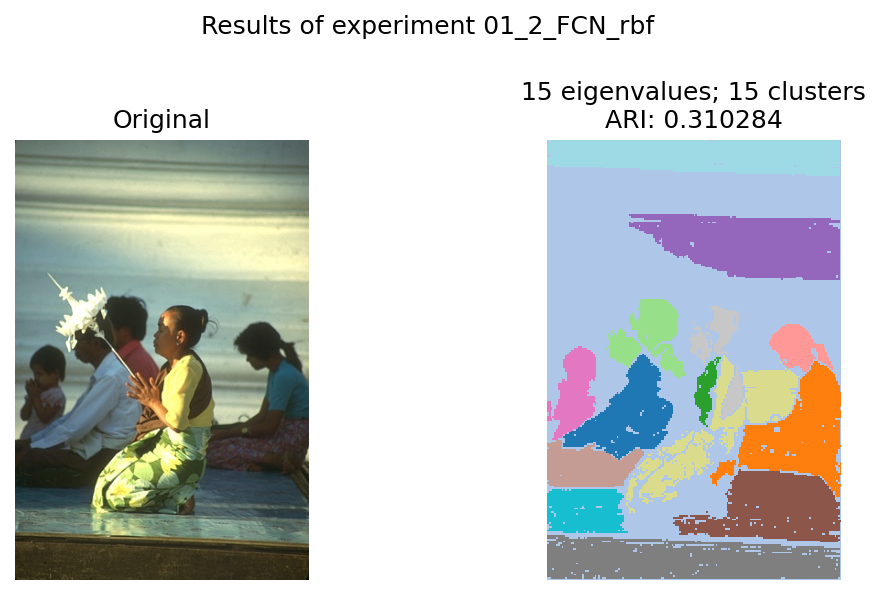 Results of experiment 01_2_FCN_rbf
Original
15 eigenvalues; 15 clusters
ARI: 0.310284